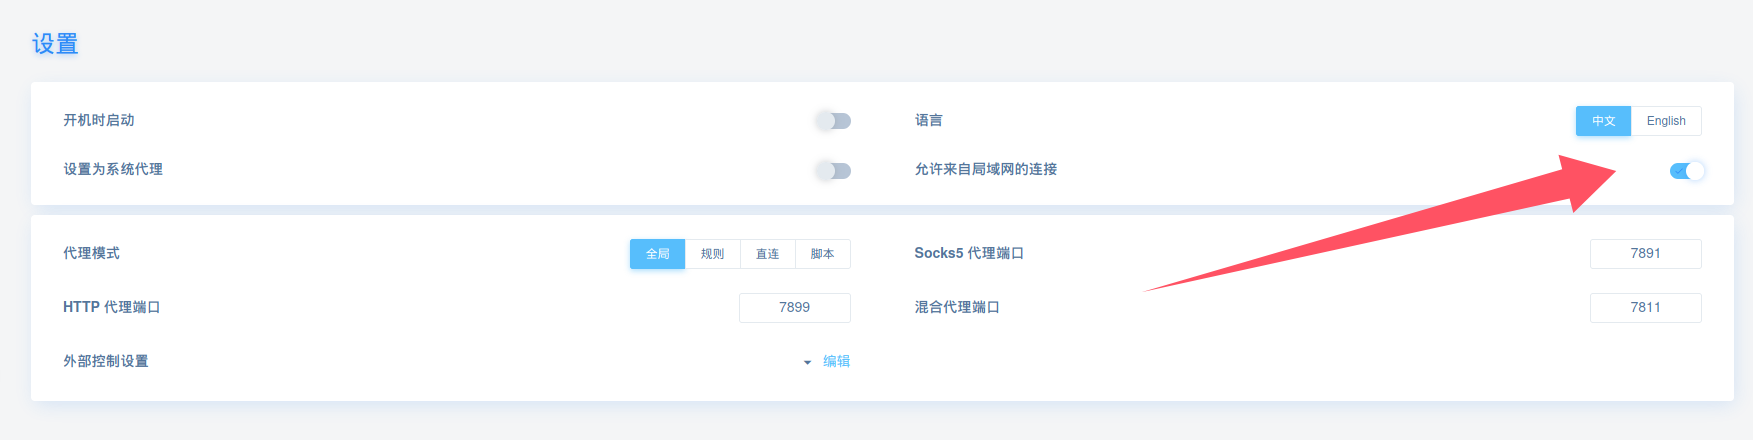 设置
开机时启动
语言 中文 English
设置为系统代理
允许来自局域网的连接
代理模式 全局 规则 直连 脚本
Socks5 代理端口 7891
HTTP 代理端口 7899
混合代理端口 7811
外部控制设置 编辑